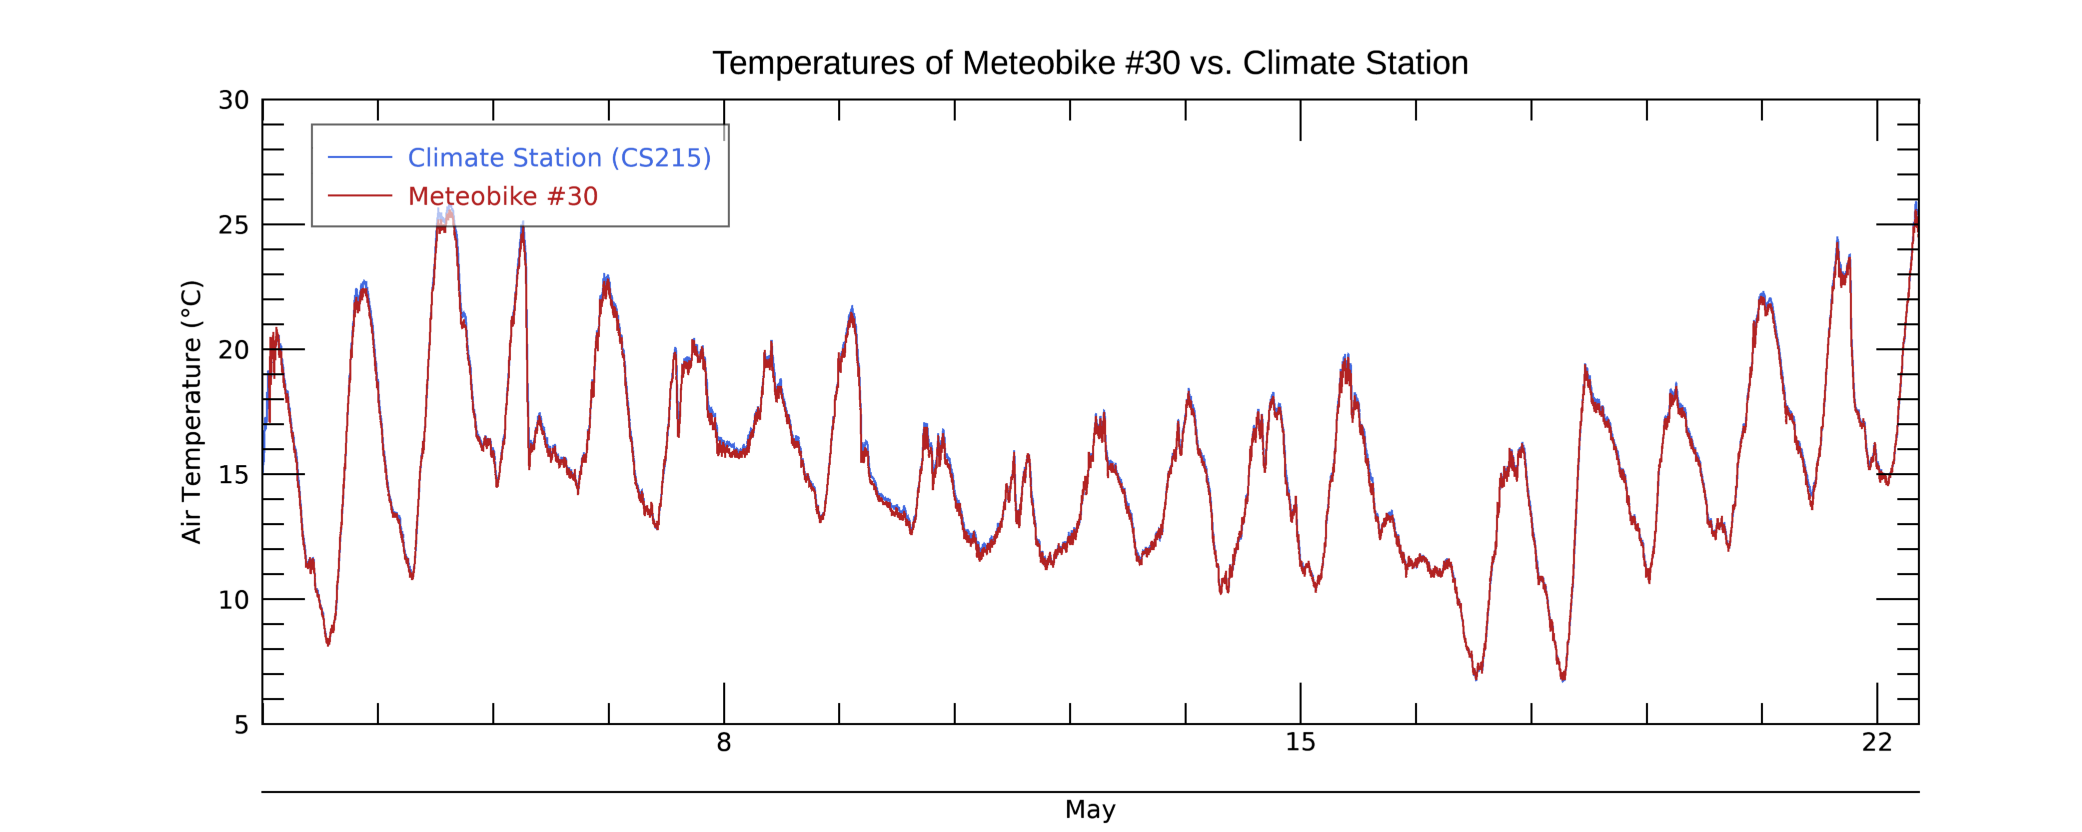 Temperatures of Meteobike #30 vs. Climate Station
30
25
20
15
10
5
Air Temperature (°C)
Climate Station (CS215)
Meteobike #30
8 15 22
May